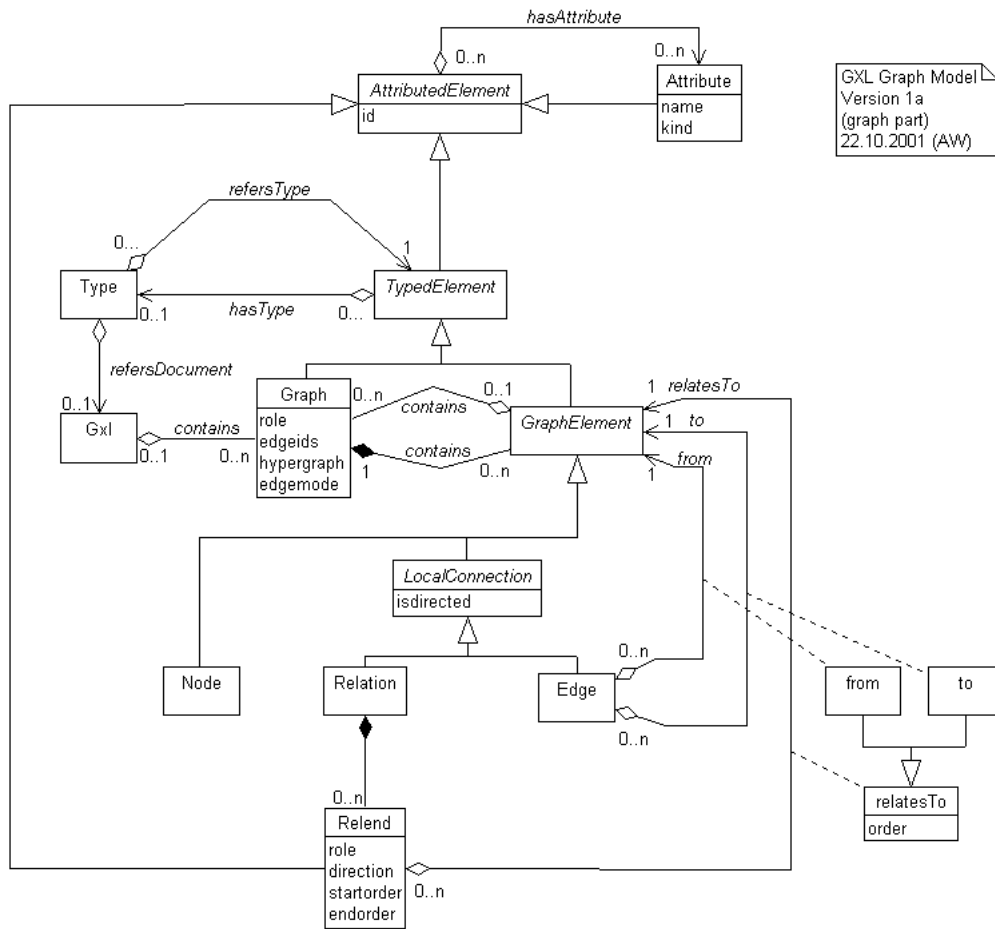 hasAttribute
0..n
0..n
AttributedElement
id
Attribute
name
kind
GXL Graph Model
Version 1a
(graph part)
22.10.2001 (AW)
refersType
0...
1
Type
TypedElement
0..1
hasType
0...
refersDocument
0..1
Gxl
contains
0..1
0..n
Graph
role
edgeids
hypergraph
edgemode
0..n
contains
0..1
contains
1
0..n
GraphElement
1
relatesTo
1
to
from
1
LocalConnection
isdirected
Node
Relation
Edge
0..n
0..n
from
to
relatesTo
order
0..n
Relend
role
direction
startorder
endorder
0..n